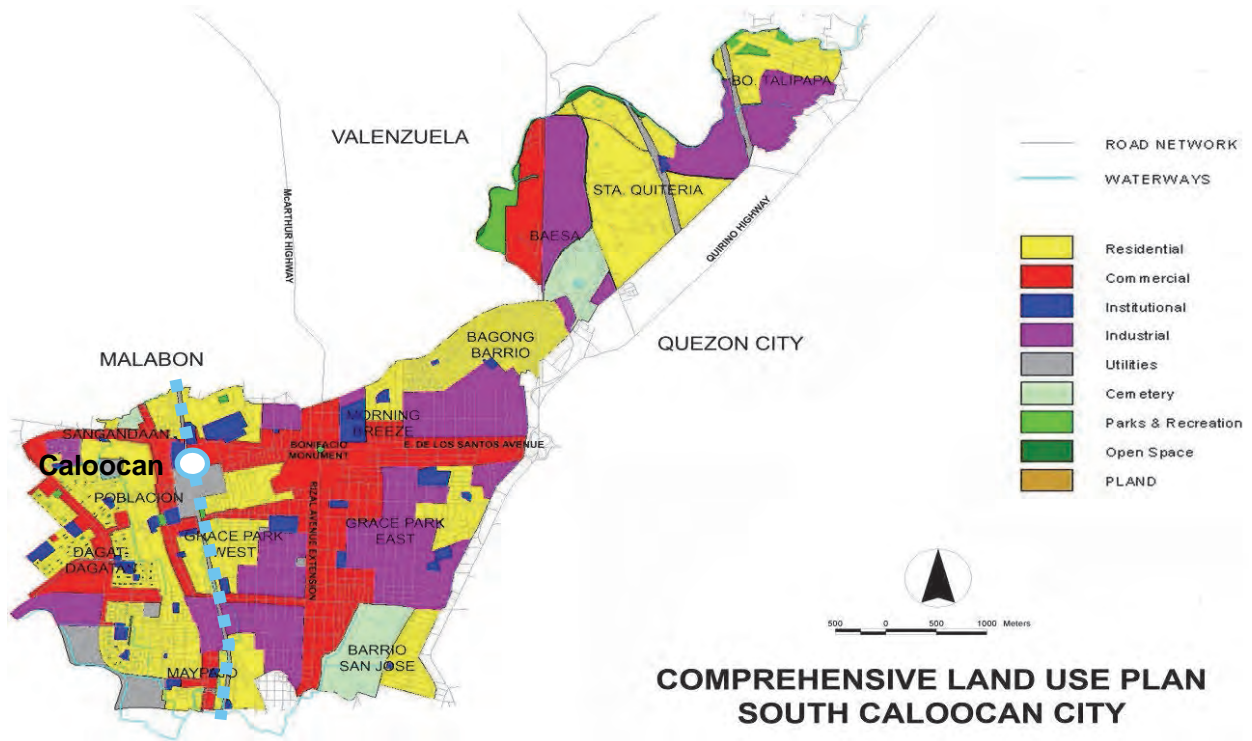 BO. TALIPAPA
VALENZUELA
ROAD NETWORK
WATERWAYS
STA. QUITERIA
McARTHUR HIGHWAY
BAESA
QUIRINO HIGHWAY
Residential
Commercial
Institutional
Industrial
Utilities
Cemetery
Parks & Recreation
Open Space
PLAND
BAGONG
BARRIO
QUEZON CITY
MALABON
MORNING
BREEZE
SANGANDAAN
BONIFACIO
MONUMENT
E. DE LOS SANTOS AVENUE
Caloocan
POBLACION
RIZAL AVENUE EXTENSION
GRACE PARK
WEST
GRACE PARK
EAST
DAGAT-
DAGATAN
500 0 500 1000 Meters
BARRIO
SAN JOSE
MAYPAJO
COMPREHENSIVE LAND USE PLAN
SOUTH CALOOCAN CITY